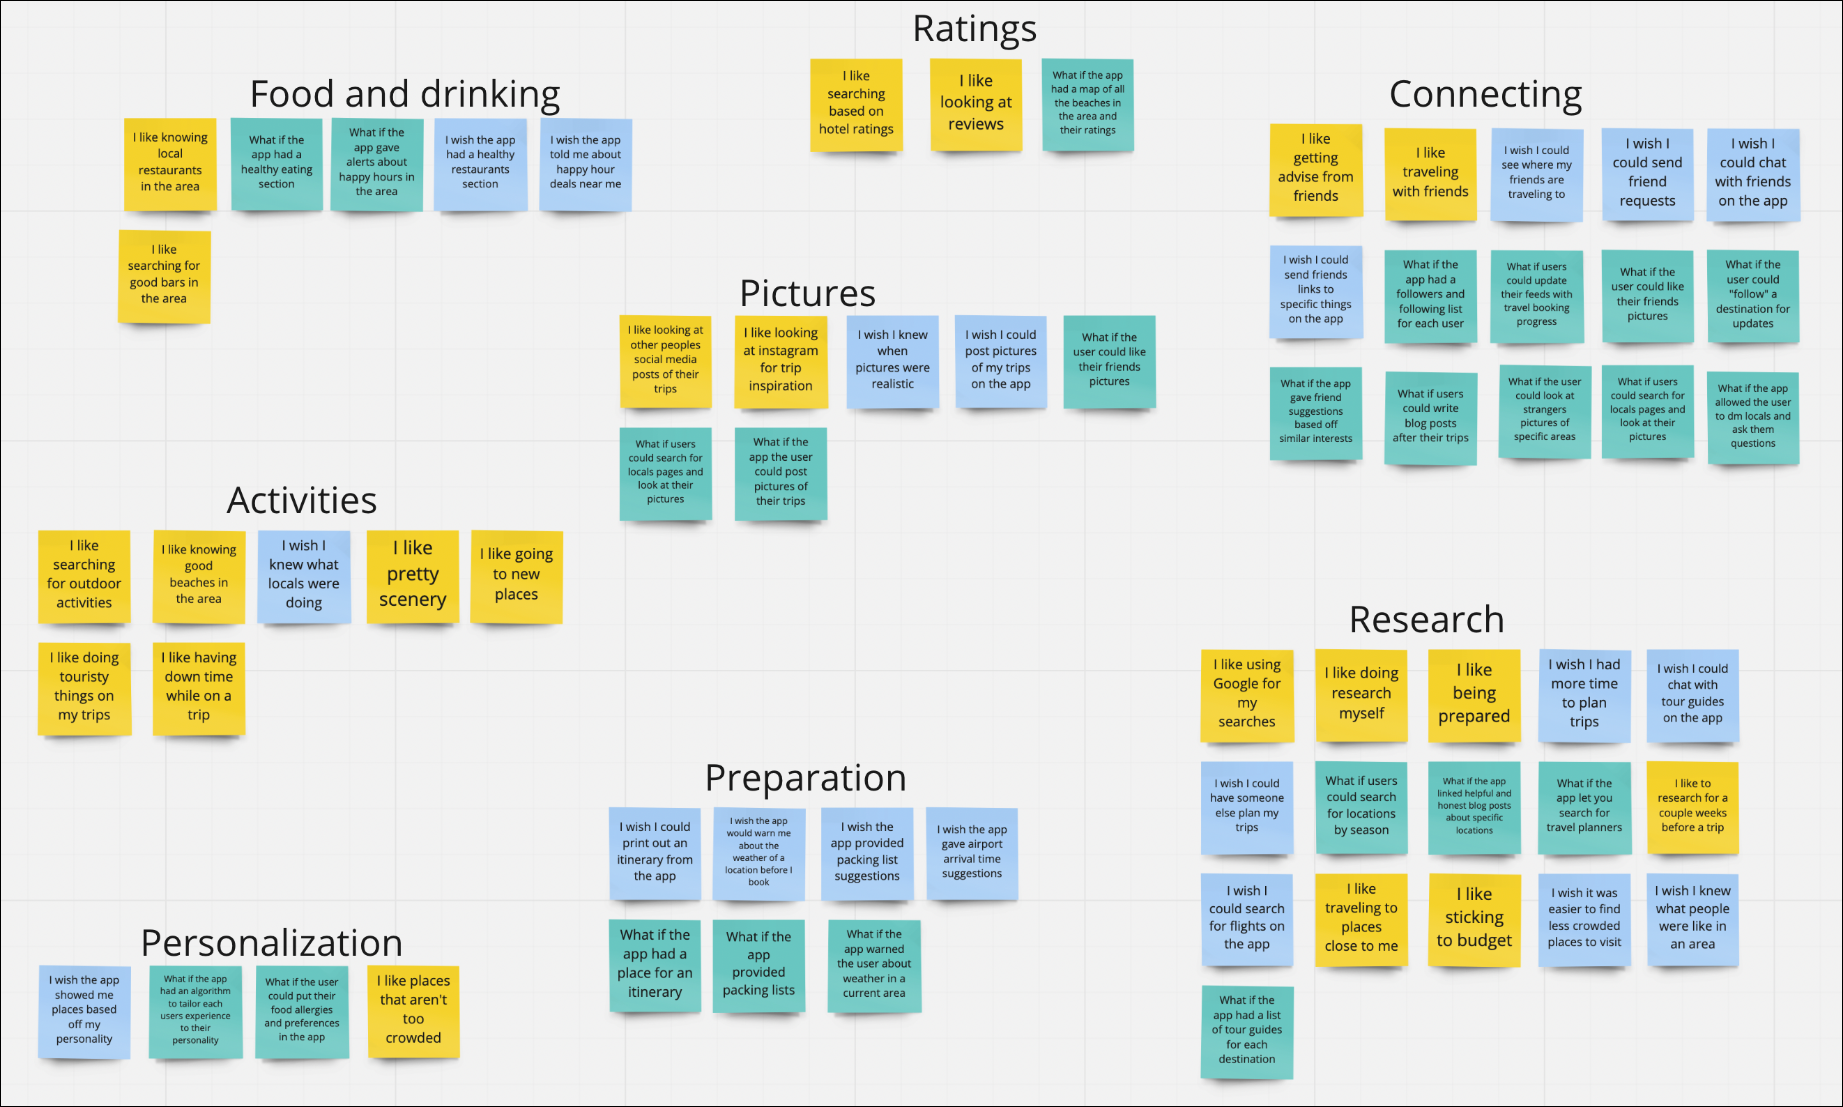 Ratings
I like
searching
based on
hotel ratings
I like
looking at
reviews
What if the app
had a map of all
the beaches in
the area and
their ratings
Food and drinking
I like knowing
local
restaurants
in the area
What if the
app had a
healthy eating
section
What if the
app gave
alerts about
happy hours in
the area
I wish the app
had a healthy
restaurants
section
I wish the app
told me about
happy hour
deals near me
I like
searching for
good bars in
the area
Connecting
I like
getting
advise from
friends
I like
traveling
with friends
I wish I could
see where my
friends are
traveling to
I wish I
could send
friend
requests
I wish I
could chat
with friends
on the app
I wish I could
send friends
links to
specific things
on the app
What if the
app had a
followers and
following list
for each user
What if users
could update
their feeds with
travel booking
progress
What if the
user could like
their friends
pictures
What if the
user could
"follow" a
destination for
updates
What if the app
gave friend
suggestions
based off
similar interests
What if users
could write
blog posts
after their trips
What if the user
could look at
strangers
pictures of
specific areas
What if users
could search for
locals pages and
look at their
pictures
What if the app
allowed the user
to dm locals and
ask them
questions
Pictures
I like looking at
other peoples
social media
posts of their
trips
I like looking
at instagram
for trip
inspiration
I wish I knew
when
pictures were
realistic
I wish I could
post pictures
of my trips
on the app
What if the
user could like
their friends
pictures
What if users
could search for
locals pages and
look at their
pictures
What if the
app the user
could post
pictures of
their trips
Activities
I like
searching
for outdoor
activities
I like knowing
good
beaches in
the area
I wish I
knew what
locals were
doing
I like
pretty
scenery
I like going
to new
places
I like doing
touristy
things on
my trips
I like having
down time
while on a
trip
Research
I like using
Google for
my
searches
I like doing
research
myself
I like
being
prepared
I wish I had
more time
to plan
trips
I wish I could
chat with
tour guides
on the app
I wish I could
have someone
else plan my
trips
What if users
could search
for locations
by season
What if the app
linked helpful and
honest blog posts
about specific
locations
What if the
app let you
search for
travel planners
I like to
research for a
couple weeks
before a trip
I wish I
could search
for flights on
the app
I like
traveling to
places
close to me
I like
sticking
to budget
I wish it was
easier to find
less crowded
places to visit
I wish I knew
what people
were like in
an area
What if the
app had a list
of tour guides
for each
destination
Preparation
I wish I could
print out an
itinerary from
the app
I wish the app
would warn me
about the
weather of a
location before I
book
I wish the
app provided
packing list
suggestions
I wish the app
gave airport
arrival time
suggestions
What if the
app had a
place for an
itinerary
What if the
app
provided
packing lists
What if the
app warned
the user about
weather in a
current area
Personalization
I wish the app
showed me
places based
off my
personality
What if the app
had an algorithm
to tailor each
users experience
to their
personality
What if the user
could put their
food allergies
and preferences
in the app
I like places
that aren't
too
crowded